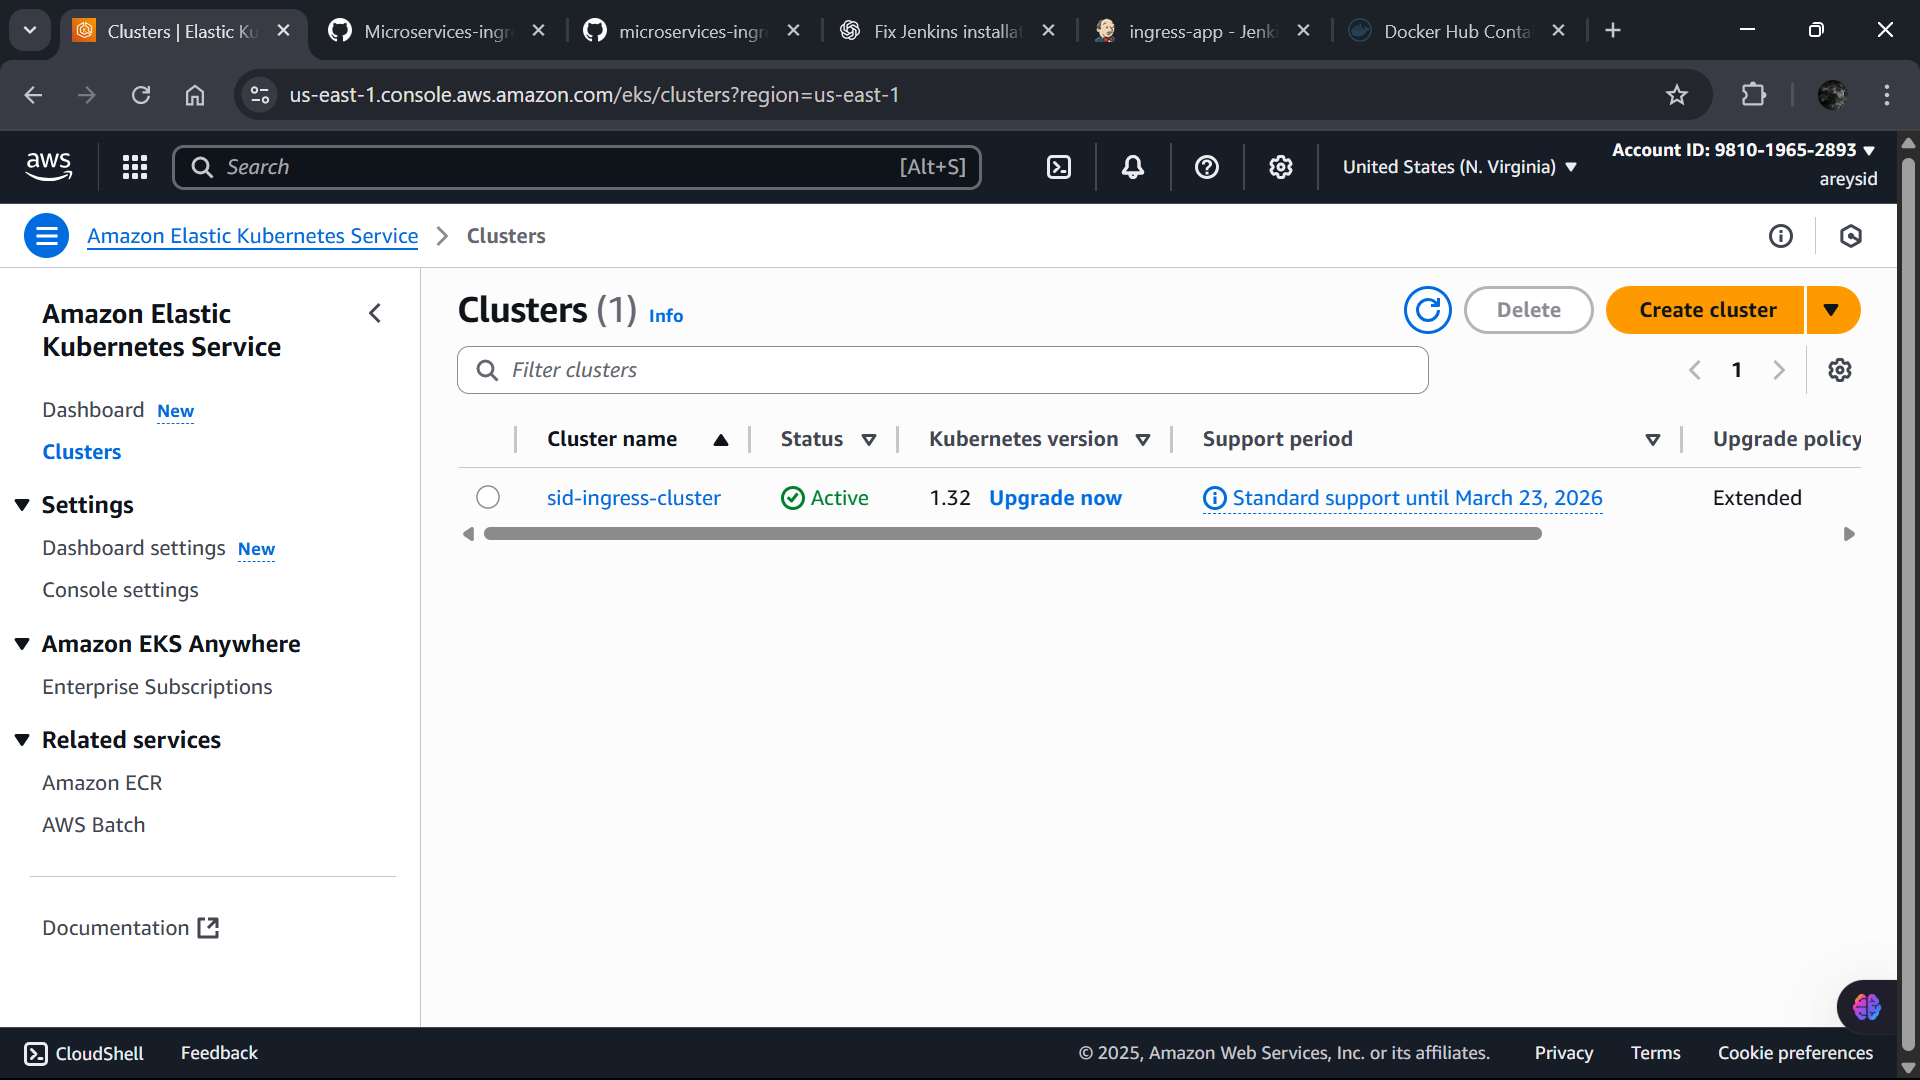 Clusters | Elastic Ku
Microservices-ingr
microservices-ingr
Fix Jenkins installat
ingress-app - Jenki
Docker Hub Conta
us-east-1.console.aws.amazon.com/eks/clusters?region=us-east-1
aws
Search
[Alt+S]
United States (N. Virginia)
Account ID: 9810-1965-2893
areysid
Amazon Elastic Kubernetes Service
Clusters
Amazon Elastic
Kubernetes Service
Dashboard New
Clusters
Settings
Dashboard settings New
Console settings
Amazon EKS Anywhere
Enterprise Subscriptions
Related services
Amazon ECR
AWS Batch
Documentation
Clusters (1) Info
Delete
Create cluster
Filter clusters
1
Cluster name
Status
Kubernetes version
Support period
Upgrade policy
sid-ingress-cluster
Active
1.32 Upgrade now
Standard support until March 23, 2026
Extended
CloudShell
Feedback
© 2025, Amazon Web Services, Inc. or its affiliates.
Privacy
Terms
Cookie preferences